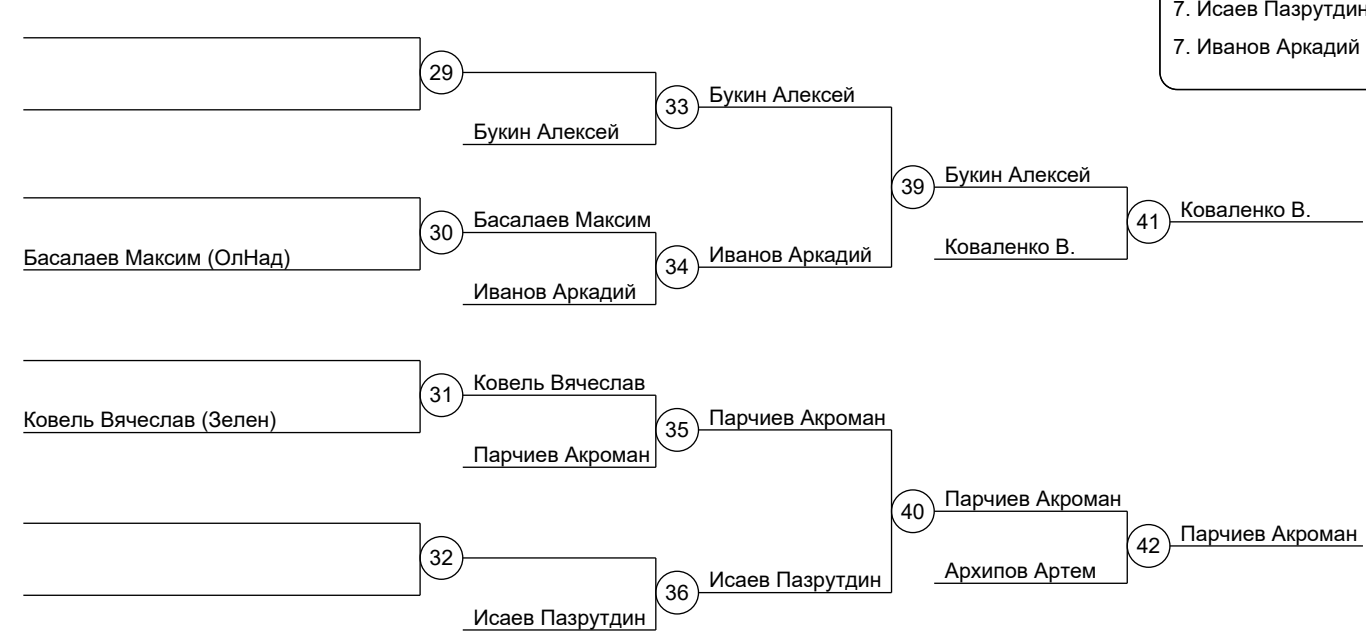 7. Исаев Пазрутдин
7. Иванов Аркадий
29
Букин Алексей
33
Букин Алексей
Басалаев Максим (ОлНад)
30
Басалаев Максим
Иванов Аркадий
34
Иванов Аркадий
39
Букин Алексей
Коваленко В.
41
Коваленко В.
Ковель Вячеслав (Зелен)
31
Ковель Вячеслав
Парчиев Акроман
35
Парчиев Акроман
32
Исаев Пазрутдин
36
Исаев Пазрутдин
40
Парчиев Акроман
Архипов Артем
42
Парчиев Акроман